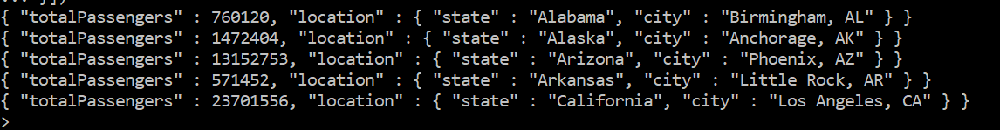 ... }])
{ "totalPassengers" : 760120, "location" : { "state" : "Alabama", "city" : "Birmingham, AL" } }
{ "totalPassengers" : 1472404, "location" : { "state" : "Alaska", "city" : "Anchorage, AK" } }
{ "totalPassengers" : 13152753, "location" : { "state" : "Arizona", "city" : "Phoenix, AZ" } }
{ "totalPassengers" : 571452, "location" : { "state" : "Arkansas", "city" : "Little Rock, AR" } }
{ "totalPassengers" : 23701556, "location" : { "state" : "California", "city" : "Los Angeles, CA" } }
>